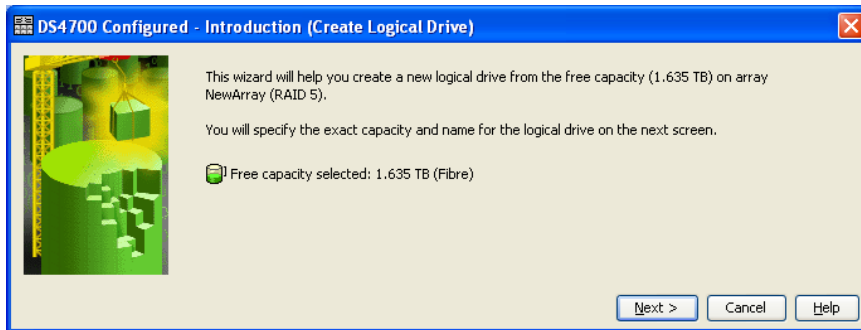 DS4700 Configured - Introduction (Create Logical Drive)
This wizard will help you create a new logical drive from the free capacity (1.635 TB) on array
NewArray (RAID 5).
You will specify the exact capacity and name for the logical drive on the next screen.
Free capacity selected: 1.635 TB (Fibre)
Next > Cancel Help